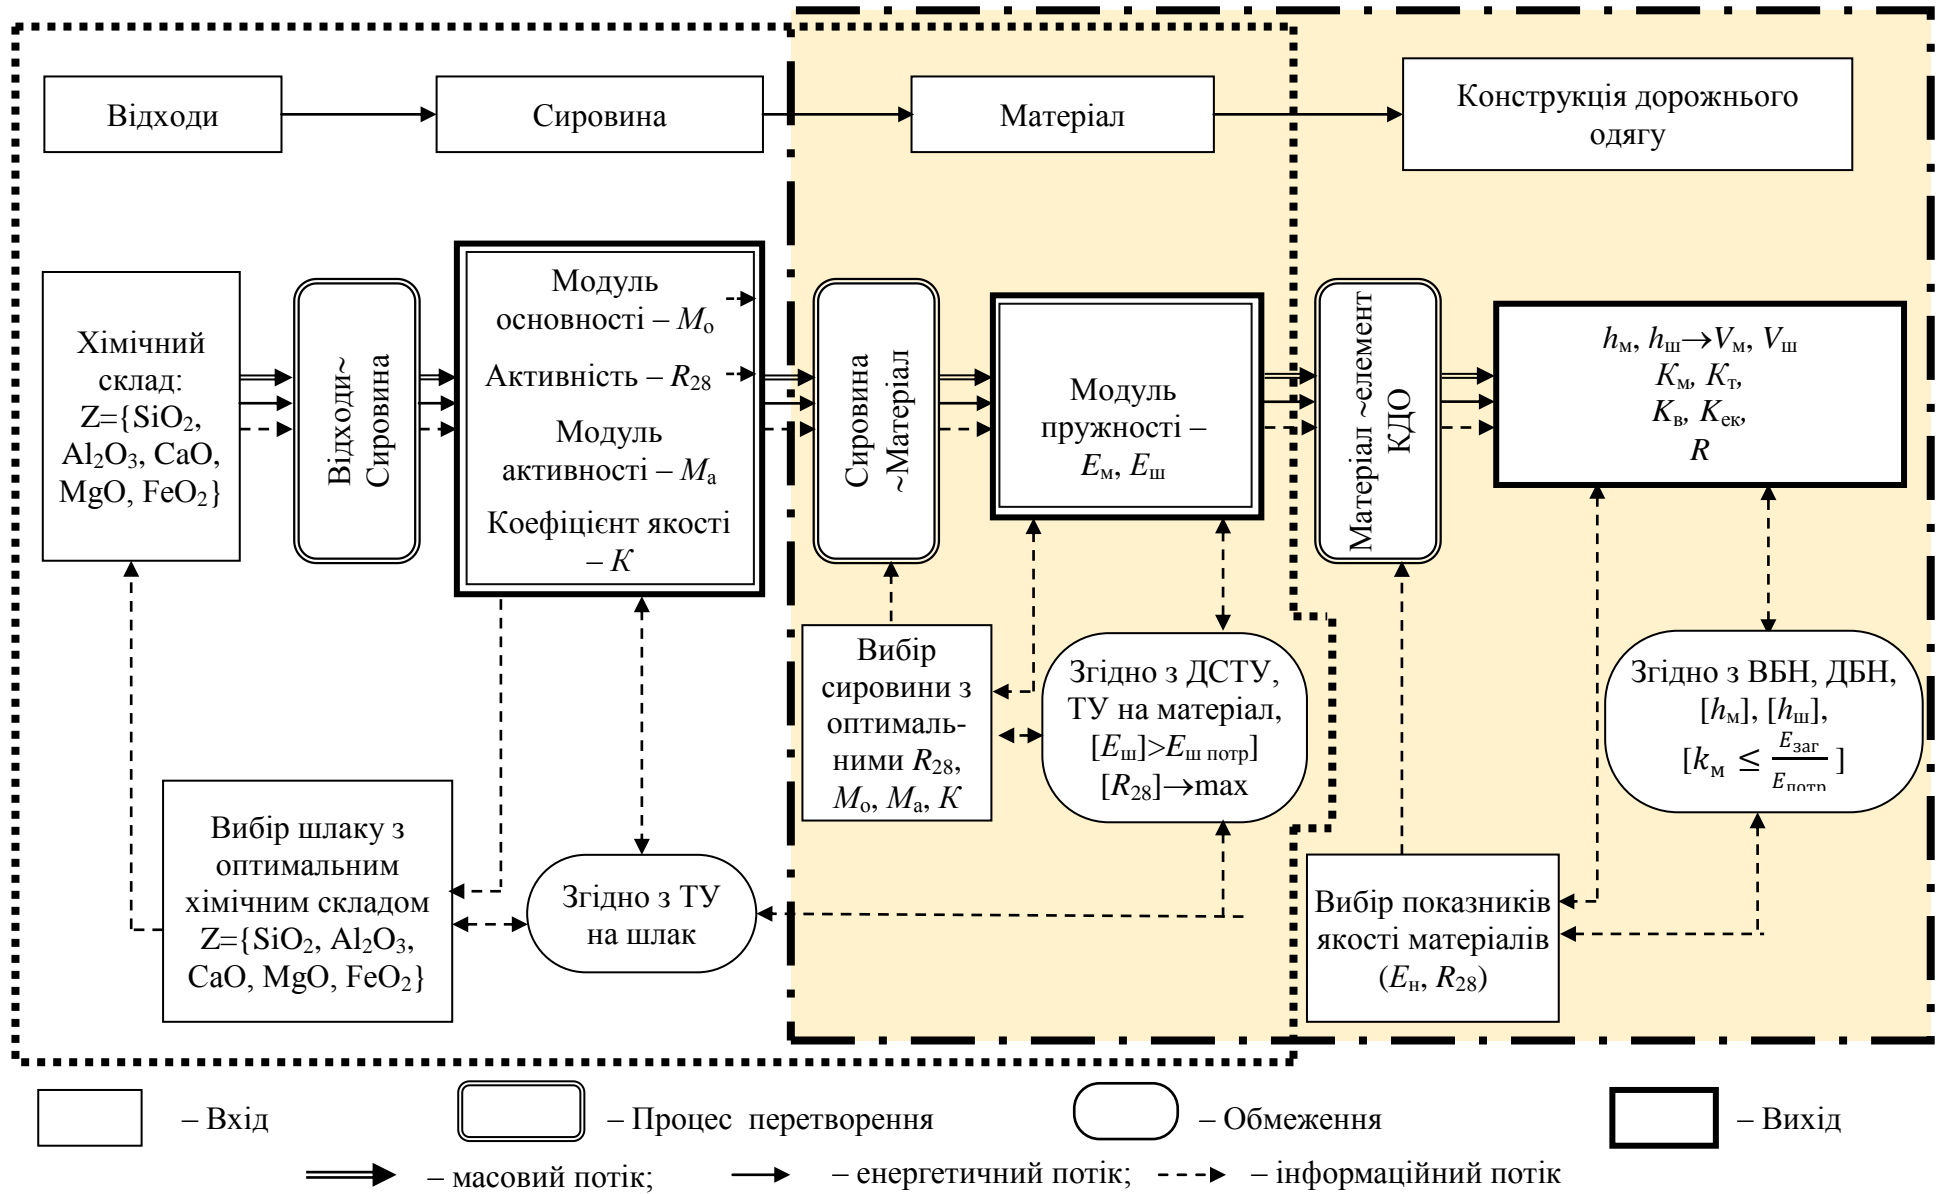 Відходи
Сировина
Матеріал
Конструкція дорожнього
одягу
Хімічний
склад:
Z={SiO₂,
Al₂O₃, CaO,
MgO, FeO₂}
Відходи~
Сировина
Модуль
основності – Mо
Активність – R₂₈
Модуль
активності – Mа
Коефіцієнт якості
– К
Сировина
~Матеріал
Модуль
пружності –
Eм, Eш
Матеріал ~елемент
КДО
hм, hш→Vм, Vш
Kм, Kт,
Kв, Kек,
R
Вибір шлаку з
оптимальним
хімічним складом
Z={SiO₂, Al₂O₃,
CaO, MgO, FeO₂}
Згідно з ТУ
на шлак
Вибір
сировини з
оптималь-
ними R₂₈,
Mо, Mа, К
Згідно з ДСТУ,
ТУ на матеріал,
[Eш]>Eш потр]
[R₂₈]→max
Вибір показників
якості матеріалів
(Eн, R₂₈)
Згідно з ВБН, ДБН,
[hм], [hш],
[kм ≤ Eзаг/Eпотр ]
– Вхід
– Процес перетворення
– Обмеження
– Вихід
– масовий потік;
– енергетичний потік;
– інформаційний потік